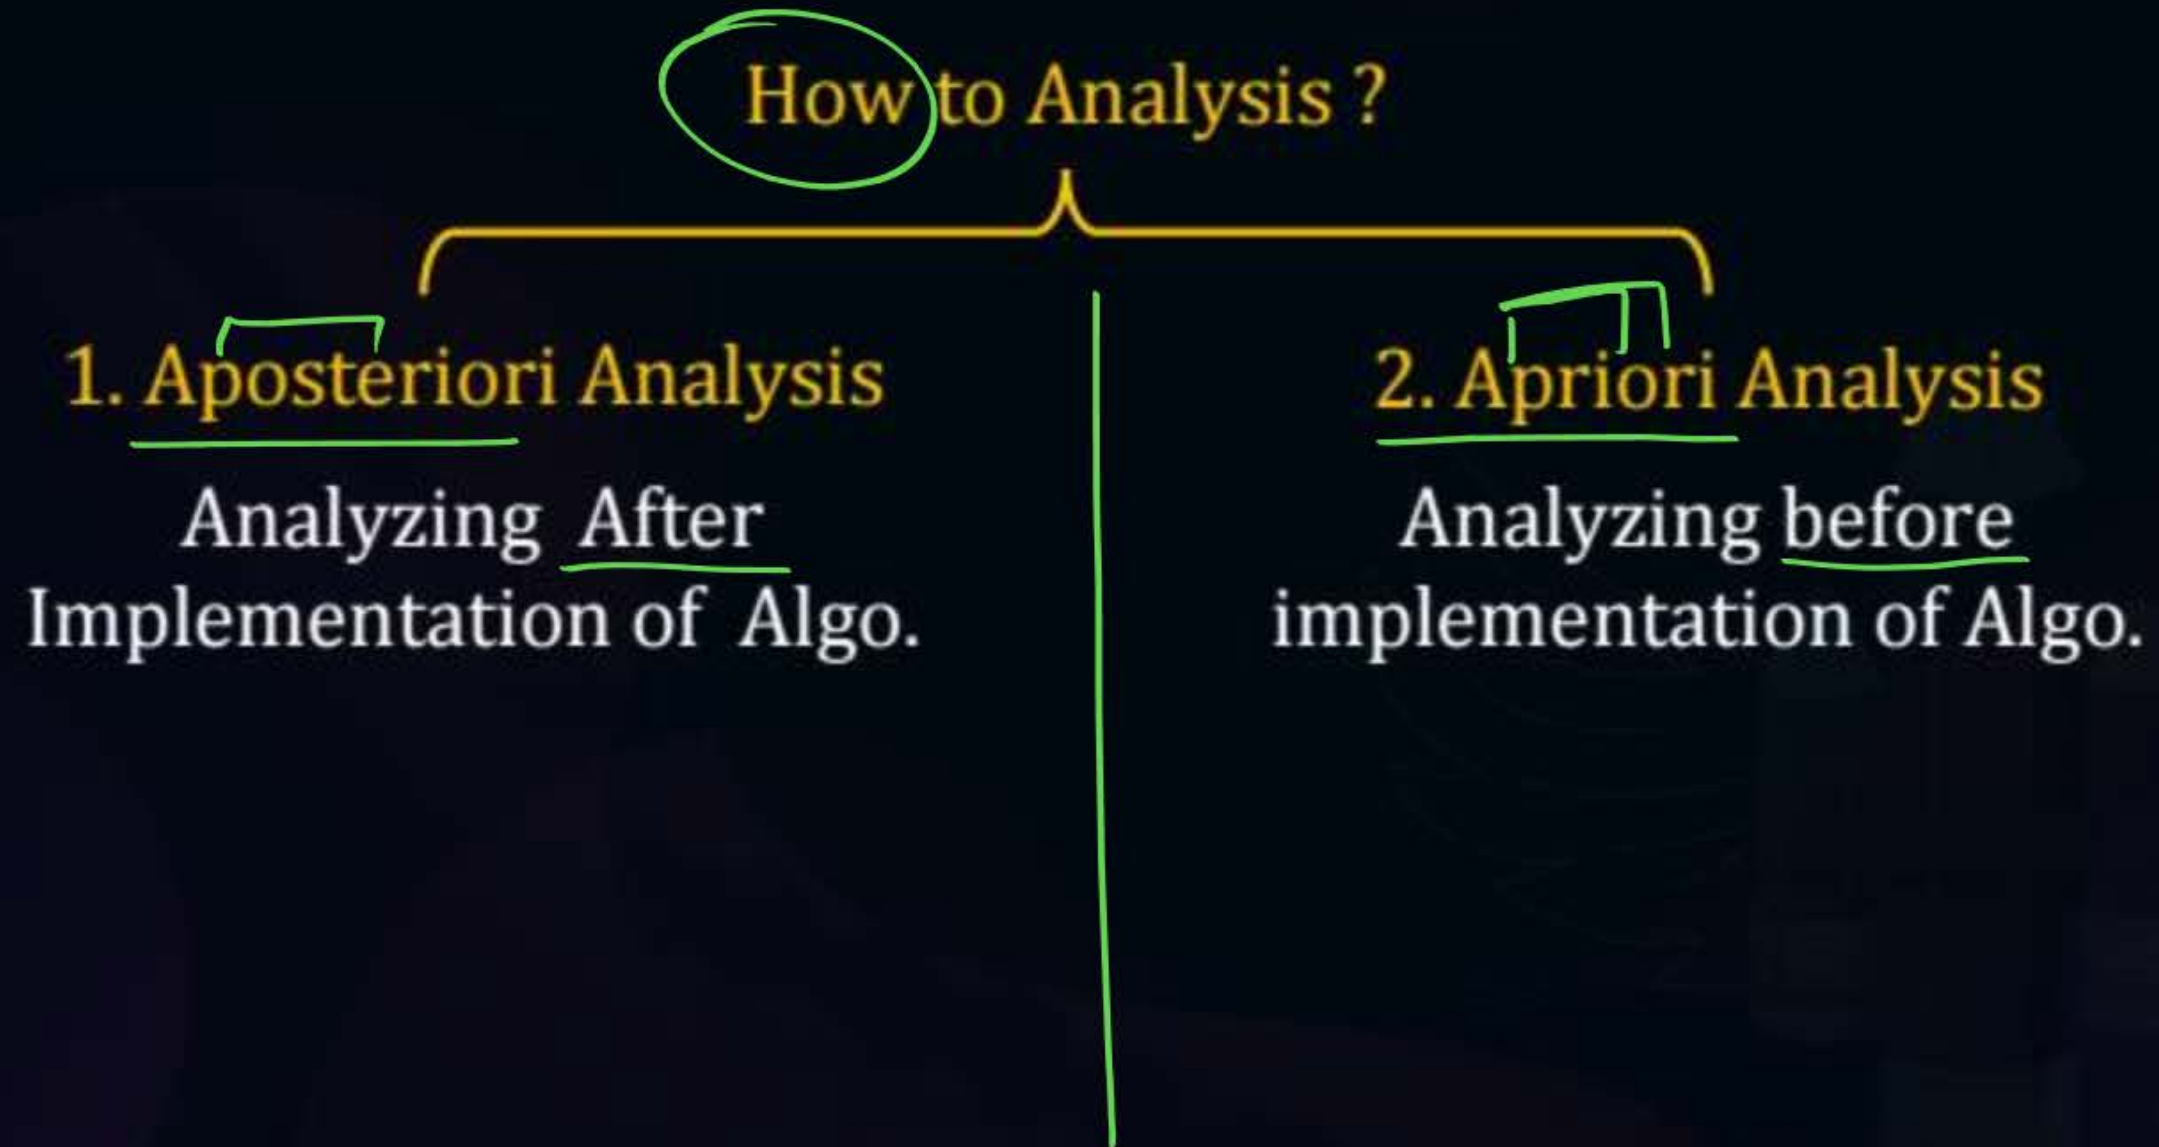 How to Analysis ?
1. Aposteriori Analysis
Analyzing After
Implementation of Algo.
2. Apriori Analysis
Analyzing before
implementation of Algo.